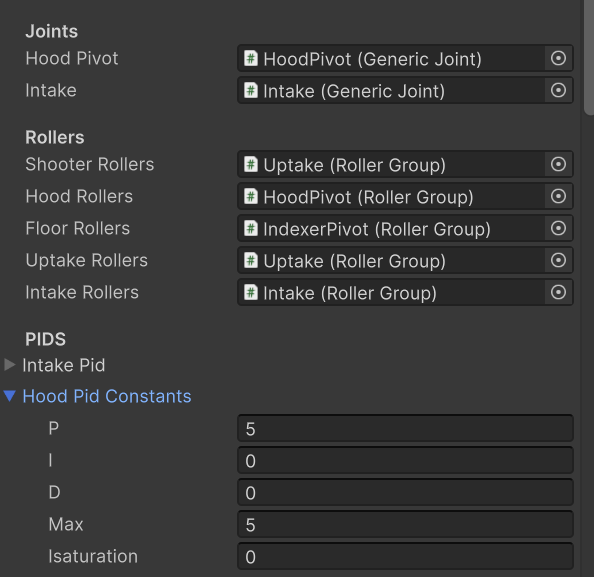 Joints
Hood Pivot HoodPivot (Generic Joint)
Intake Intake (Generic Joint)
Rollers
Shooter Rollers Uptake (Roller Group)
Hood Rollers HoodPivot (Roller Group)
Floor Rollers IndexerPivot (Roller Group)
Uptake Rollers Uptake (Roller Group)
Intake Rollers Intake (Roller Group)
PIDS
Intake Pid
Hood Pid Constants
P 5
I 0
D 0
Max 5
Isaturation 0